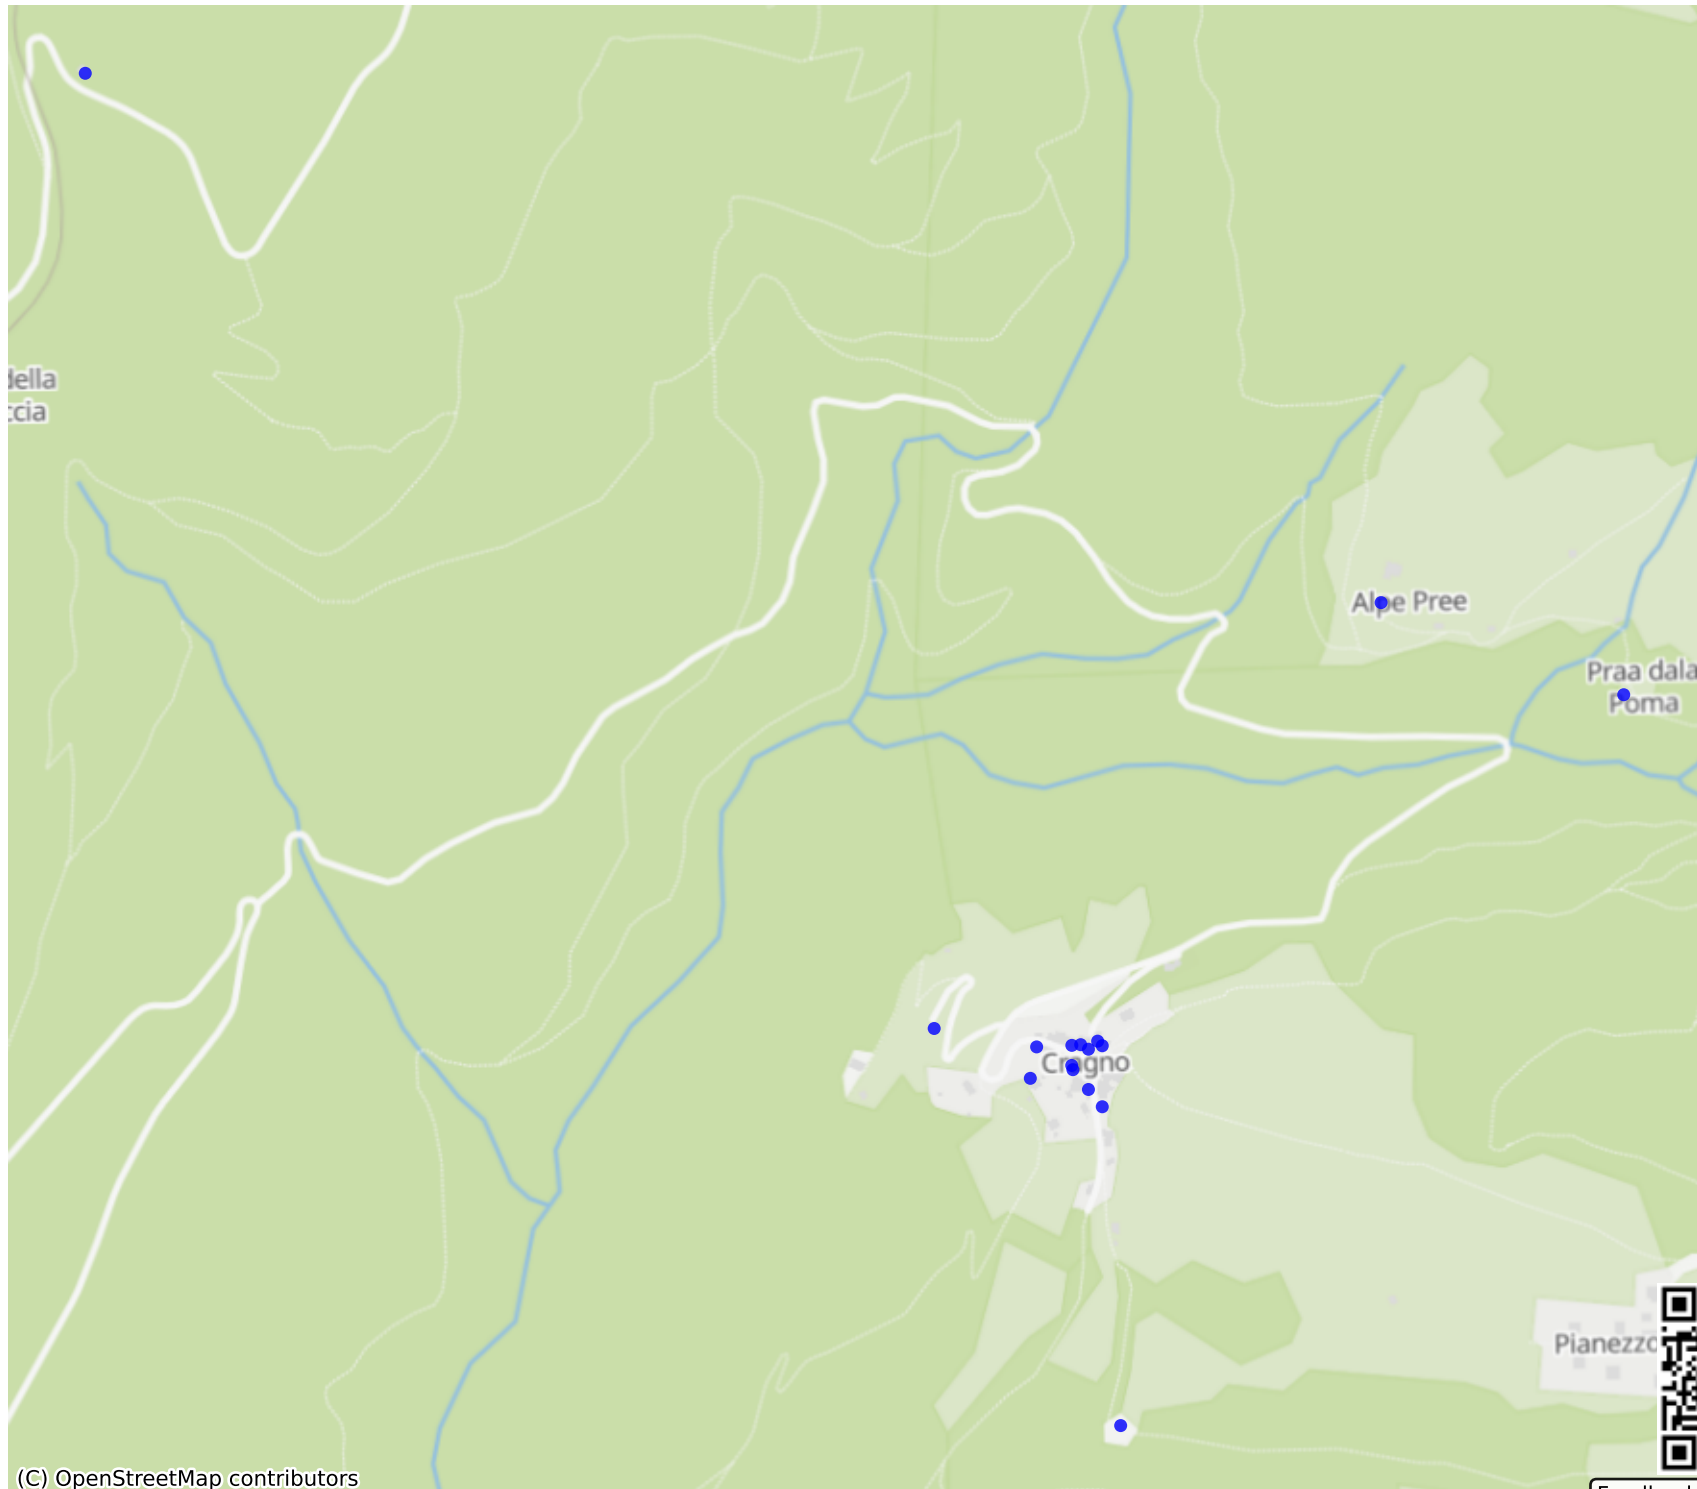 della
ccia
Alpe Pree
Praa dala
Poma
Cragno
Pianezzo
(C) OpenStreetMap contributors